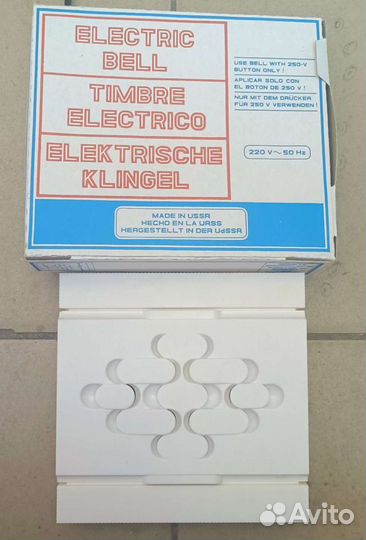 ELECTRIC
BELL
TIMBRE
ELECTRICO
ELEKTRISCHE
KLINGEL
USE BELL WITH 250-V
BUTTON ONLY!
APLICAR SOLO CON
EL BOTON DE 250 V!
NUR MIT DEM DRÜCKER
FÜR 250 V VERWENDEN!
220 V~50 Hz
MADE IN USSR
HECHO EN LA URSS
HERGESTELLT IN DER UdSSR
Avito